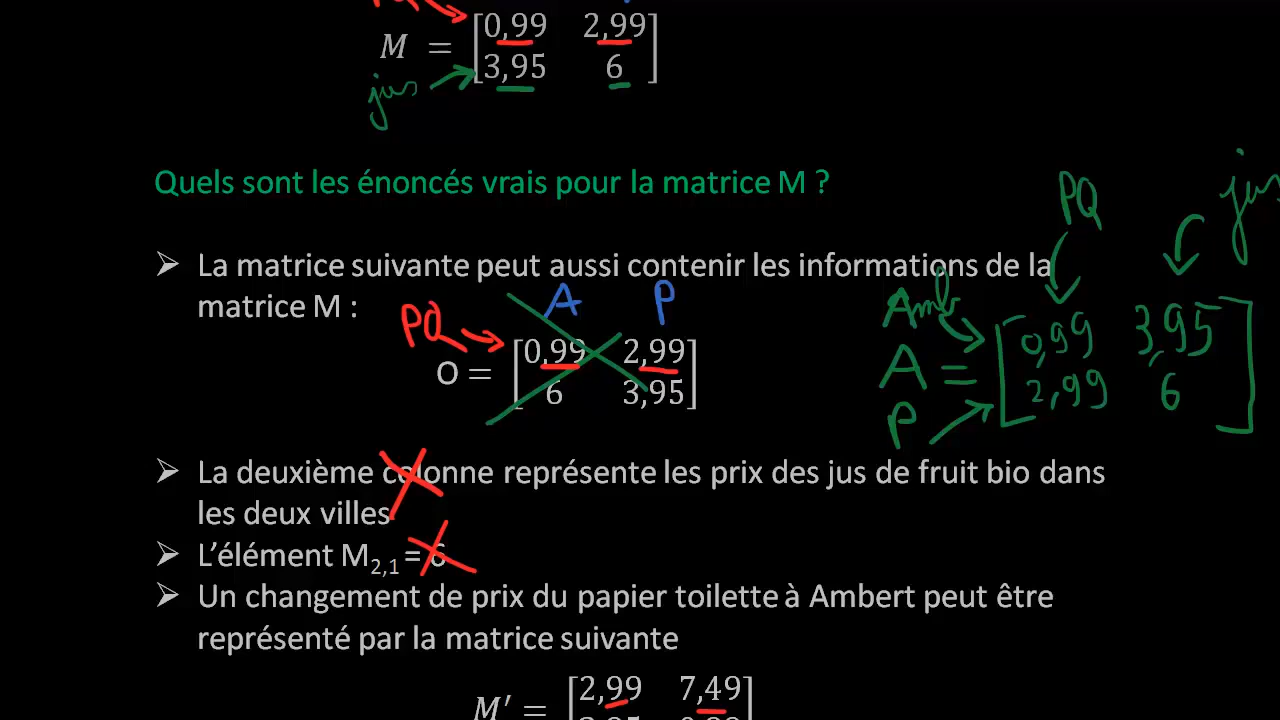 PQ
M = [0,99 2,99
3,95 6]
jus
Quels sont les énoncés vrais pour la matrice M ?
PQ
jus
➢ La matrice suivante peut aussi contenir les informations de la
matrice M :
A P
PQ
O = [0,99 2,99
6 3,95]
Amb
A = [0,99 3,95
2,99 6]
P
➢ La deuxième colonne représente les prix des jus de fruit bio dans
les deux villes
➢ L’élément M2,1 = 6
➢ Un changement de prix du papier toilette à Ambert peut être
représenté par la matrice suivante
M′ = [2,99 7,49]